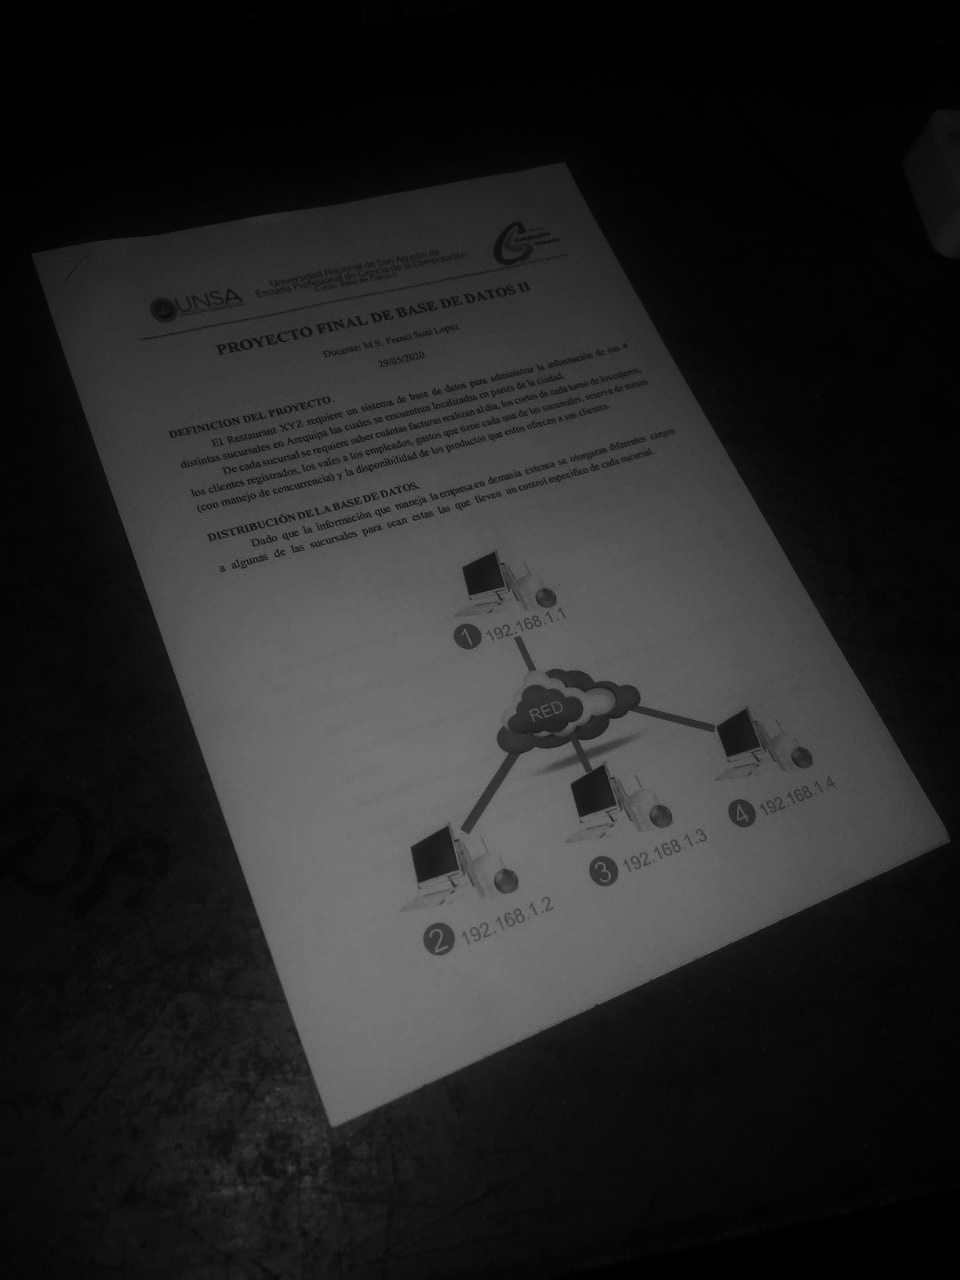 UNSA
Universidad Nacional de San Agustín de
Escuela Profesional de Ciencia de la Computación
Curso: Base de Datos II
PROYECTO FINAL DE BASE DE DATOS II
Docente: M.S. Franci Suni Lopez
29/05/2020
DEFINICION DEL PROYECTO.
El Restaurant XYZ requiere un sistema de base de datos para administrar la información de sus 4
distintas sucursales en Arequipa las cuales se encuentran localizadas en partes de la ciudad.
De cada sucursal se requiere saber cuántas facturas realizan al día, los cortes de cada turno de los cajeros,
los clientes registrados, los vales a los empleados, gastos que tiene cada una de las sucursales, reserva de mesas
(con manejo de concurrencia) y la disponibilidad de los productos que estos ofrecen a sus clientes.
DISTRIBUCIÓN DE LA BASE DE DATOS.
Dado que la información que maneja la empresa en demasía extensa se otorgaran diferentes cargos
a algunas de las sucursales para sean estas las que lleven un control específico de cada sucursal.
1 192.168.1.1
RED
4 192.168.1.4
3 192.168.1.3
2 192.168.1.2